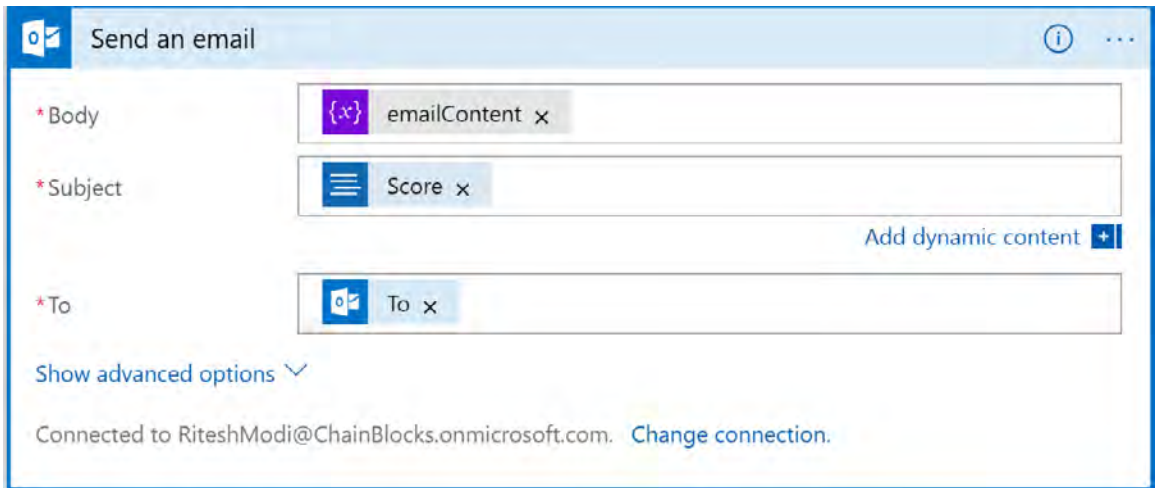 Send an email
*Body {x} emailContent ×
*Subject Score ×
Add dynamic content +
*To To ×
Show advanced options
Connected to RiteshModi@ChainBlocks.onmicrosoft.com. Change connection.